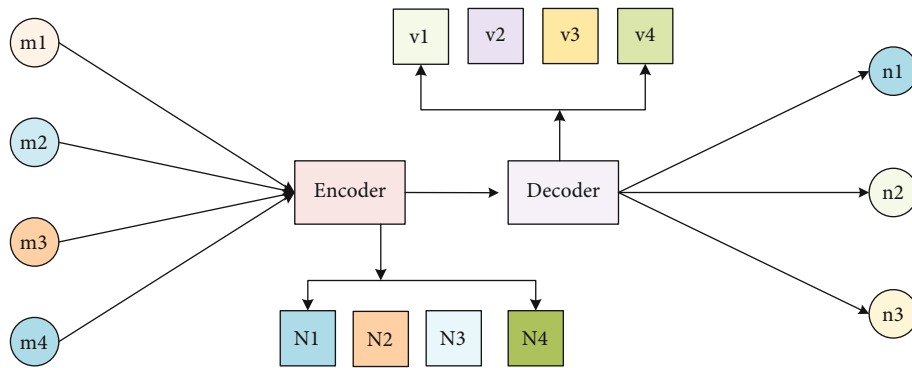 m1
m2
m3
m4
Encoder
N1 N2 N3 N4
v1 v2 v3 v4
Decoder
n1
n2
n3